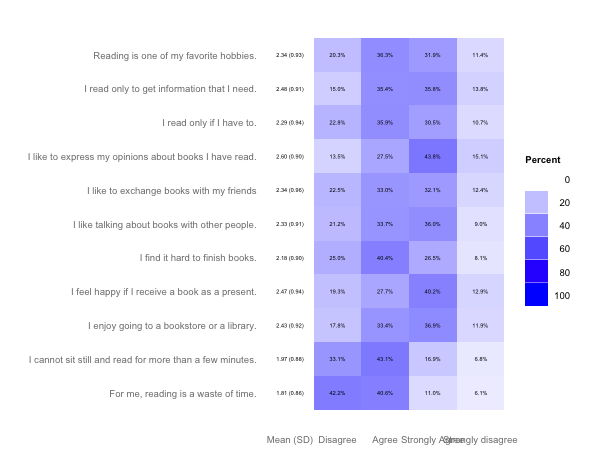 Reading is one of my favorite hobbies. 2.34 (0.93) 20.3% 36.3% 31.9% 11.4%
I read only to get information that I need. 2.48 (0.91) 15.0% 35.4% 35.8% 13.8%
I read only if I have to. 2.29 (0.94) 22.8% 35.9% 30.5% 10.7%
I like to express my opinions about books I have read. 2.60 (0.90) 13.5% 27.5% 43.8% 15.1%
I like to exchange books with my friends 2.34 (0.96) 22.5% 33.0% 32.1% 12.4%
I like talking about books with other people. 2.33 (0.91) 21.2% 33.7% 36.0% 9.0%
I find it hard to finish books. 2.18 (0.90) 25.0% 40.4% 26.5% 8.1%
I feel happy if I receive a book as a present. 2.47 (0.94) 19.3% 27.7% 40.2% 12.9%
I enjoy going to a bookstore or a library. 2.43 (0.92) 17.8% 33.4% 36.9% 11.9%
I cannot sit still and read for more than a few minutes. 1.97 (0.88) 33.1% 43.1% 16.9% 6.8%
For me, reading is a waste of time. 1.81 (0.86) 42.2% 40.6% 11.0% 6.1%
Mean (SD) Disagree Agree Strongly Agree Strongly disagree
Percent
0
20
40
60
80
100